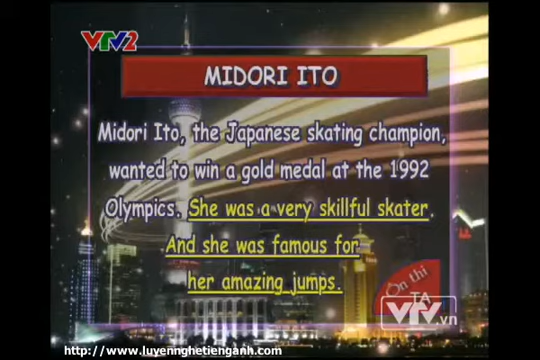 VTV2
MIDORI ITO
Midori Ito, the Japanese skating champion,
wanted to win a gold medal at the 1992
Olympics. She was a very skillful skater.
And she was famous for
her amazing jumps.
Ôn thi
TA
VTV.vn
http://www.luyennghetienganh.com